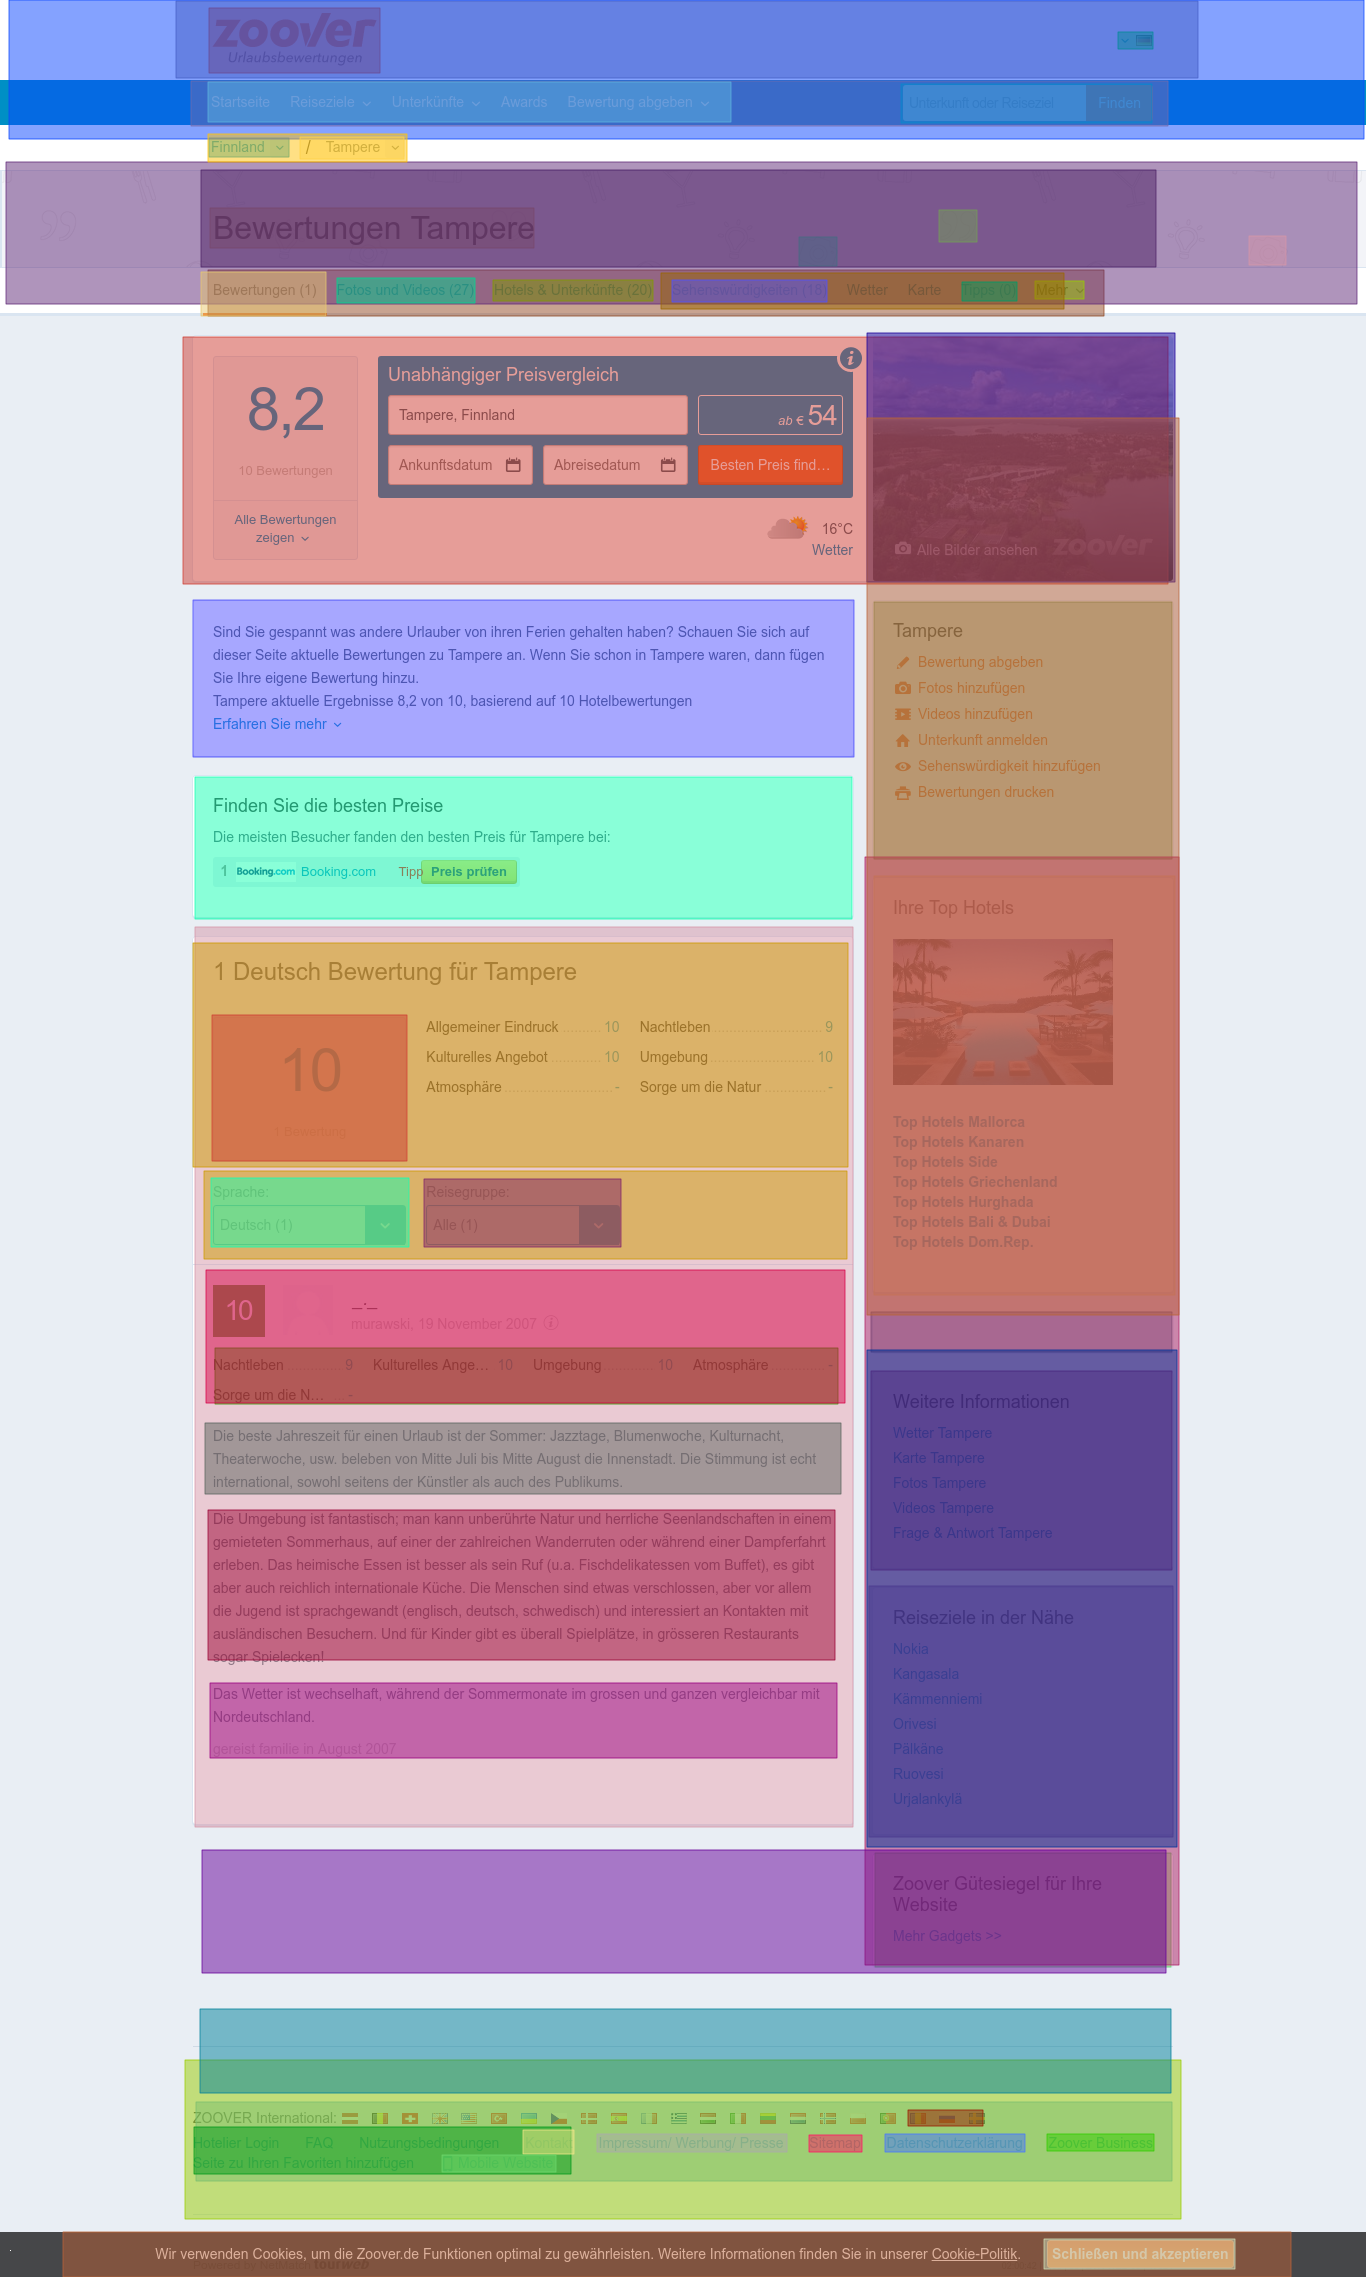 zoover
Urlaubsbewertungen
Startseite Reiseziele Unterkünfte Awards Bewertung abgeben Unterkunft oder Reiseziel Finden
Finnland / Tampere
Bewertungen Tampere
Bewertungen (1) Fotos und Videos (27) Hotels & Unterkünfte (20) Sehenswürdigkeiten (18) Wetter Karte Tipps (0) Mehr
8,2
10 Bewertungen
Alle Bewertungen
zeigen
Unabhängiger Preisvergleich
Tampere, Finnland ab € 54
Ankunftsdatum Abreisedatum Besten Preis find…
16°C
Wetter
Alle Bilder ansehen zoover
Sind Sie gespannt was andere Urlauber von ihren Ferien gehalten haben? Schauen Sie sich auf
dieser Seite aktuelle Bewertungen zu Tampere an. Wenn Sie schon in Tampere waren, dann fügen
Sie Ihre eigene Bewertung hinzu.
Tampere aktuelle Ergebnisse 8,2 von 10, basierend auf 10 Hotelbewertungen
Erfahren Sie mehr
Tampere
Bewertung abgeben
Fotos hinzufügen
Videos hinzufügen
Unterkunft anmelden
Sehenswürdigkeit hinzufügen
Bewertungen drucken
Finden Sie die besten Preise
Die meisten Besucher fanden den besten Preis für Tampere bei:
1 Booking.com Booking.com Tipp Preis prüfen
Ihre Top Hotels
Top Hotels Mallorca
Top Hotels Kanaren
Top Hotels Side
Top Hotels Griechenland
Top Hotels Hurghada
Top Hotels Bali & Dubai
Top Hotels Dom.Rep.
1 Deutsch Bewertung für Tampere
10
1 Bewertung
Allgemeiner Eindruck 10 Nachtleben 9
Kulturelles Angebot 10 Umgebung 10
Atmosphäre - Sorge um die Natur -
Sprache: Reisegruppe:
Deutsch (1) Alle (1)
10 _._
murawski, 19 November 2007
Nachtleben 9 Kulturelles Ange… 10 Umgebung 10 Atmosphäre -
Sorge um die N… -
Die beste Jahreszeit für einen Urlaub ist der Sommer: Jazztage, Blumenwoche, Kulturnacht,
Theaterwoche, usw. beleben von Mitte Juli bis Mitte August die Innenstadt. Die Stimmung ist echt
international, sowohl seitens der Künstler als auch des Publikums.
Die Umgebung ist fantastisch; man kann unberührte Natur und herrliche Seenlandschaften in einem
gemieteten Sommerhaus, auf einer der zahlreichen Wanderruten oder während einer Dampferfahrt
erleben. Das heimische Essen ist besser als sein Ruf (u.a. Fischdelikatessen vom Buffet), es gibt
aber auch reichlich internationale Küche. Die Menschen sind etwas verschlossen, aber vor allem
die Jugend ist sprachgewandt (englisch, deutsch, schwedisch) und interessiert an Kontakten mit
ausländischen Besuchern. Und für Kinder gibt es überall Spielplätze, in grösseren Restaurants
sogar Spielecken!
Das Wetter ist wechselhaft, während der Sommermonate im grossen und ganzen vergleichbar mit
Nordeutschland.
gereist familie in August 2007
Weitere Informationen
Wetter Tampere
Karte Tampere
Fotos Tampere
Videos Tampere
Frage & Antwort Tampere
Reiseziele in der Nähe
Nokia
Kangasala
Kämmenniemi
Orivesi
Pälkäne
Ruovesi
Urjalankylä
Zoover Gütesiegel für Ihre
Website
Mehr Gadgets >>
ZOOVER International:
Hotelier Login FAQ Nutzungsbedingungen Kontakt Impressum/ Werbung/ Presse Sitemap Datenschutzerklärung Zoover Business
Seite zu Ihren Favoriten hinzufügen Mobile Website
Wir verwenden Cookies, um die Zoover.de Funktionen optimal zu gewährleisten. Weitere Informationen finden Sie in unserer Cookie-Politik. Schließen und akzeptieren